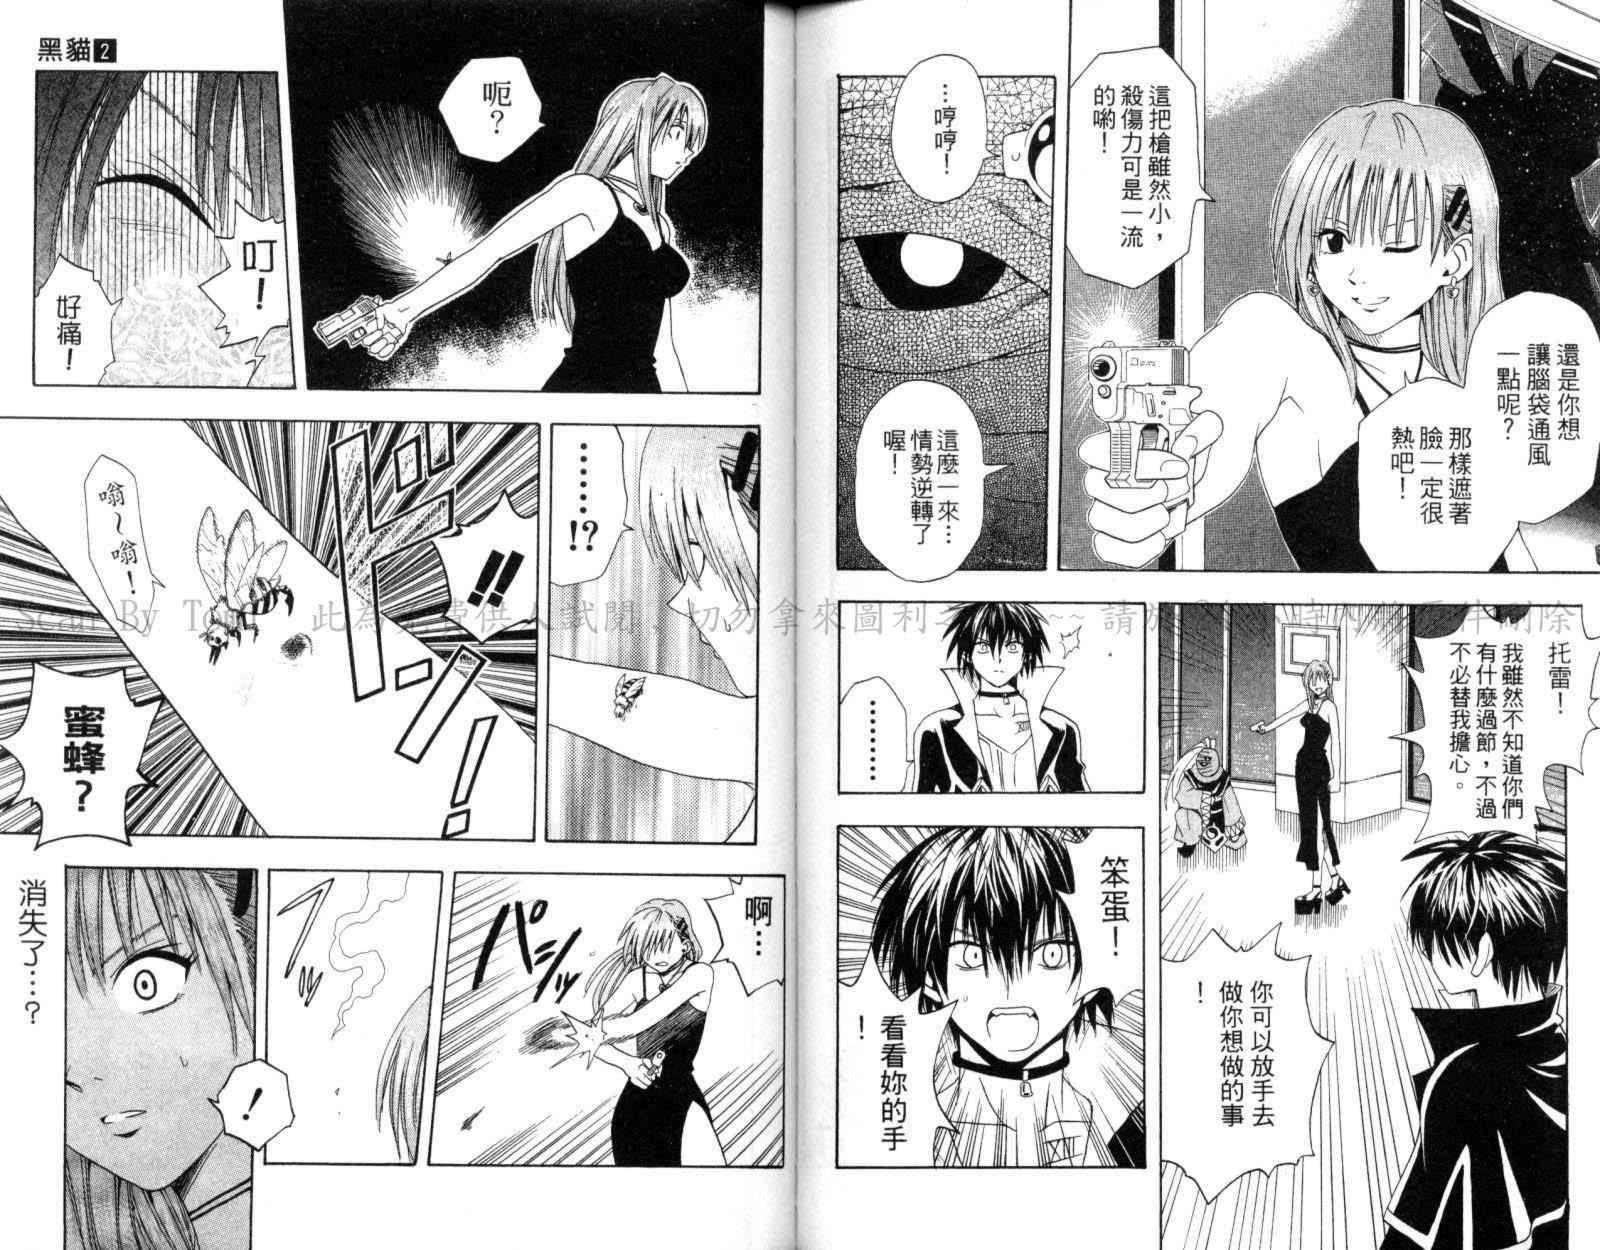 這把槍雖然小，
殺傷力可是一流
的喲！
還是你想
讓腦袋通風
一點呢？
那樣遮著
臉一定很
熱吧！
…哼哼！
這麼一來…
情勢逆轉了
喔！
托雷！
我雖然不知道你們
有什麼過節，不過
不必替我擔心。
你可以放手去
做你想做的事
！
…………
笨蛋！
看看妳的手
！
XIII
黑貓2
呃？
叮！
好痛！
……!?
!!
ドドン!!
嗡～嗡！
蜜蜂？
啊…
パシッ
！
消失了…？